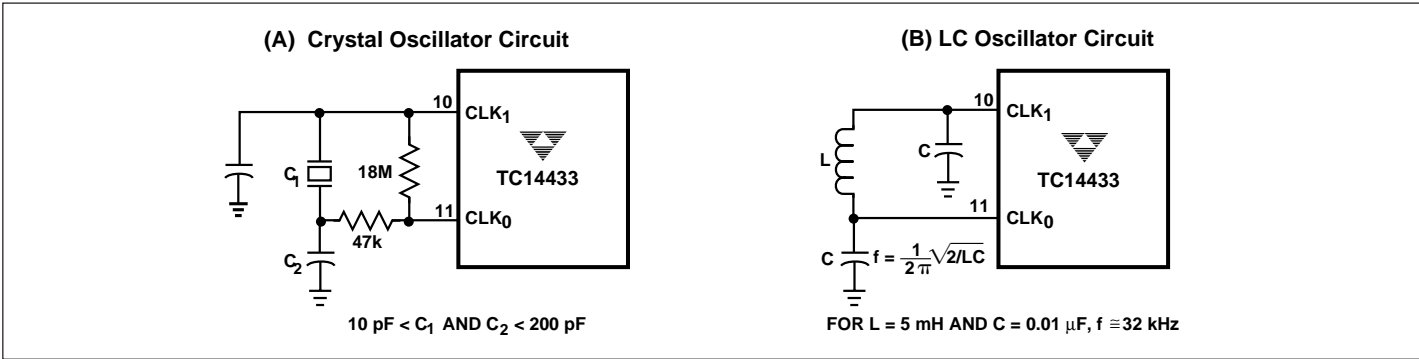 (A) Crystal Oscillator Circuit
10
CLK1
C1
18M
TC14433
11
CLK0
47k
C2
10 pF < C1 AND C2 < 200 pF
(B) LC Oscillator Circuit
10
CLK1
C
L
TC14433
11
CLK0
C
f = 1/2π √2/LC
FOR L = 5 mH AND C = 0.01 μF, f ≅ 32 kHz